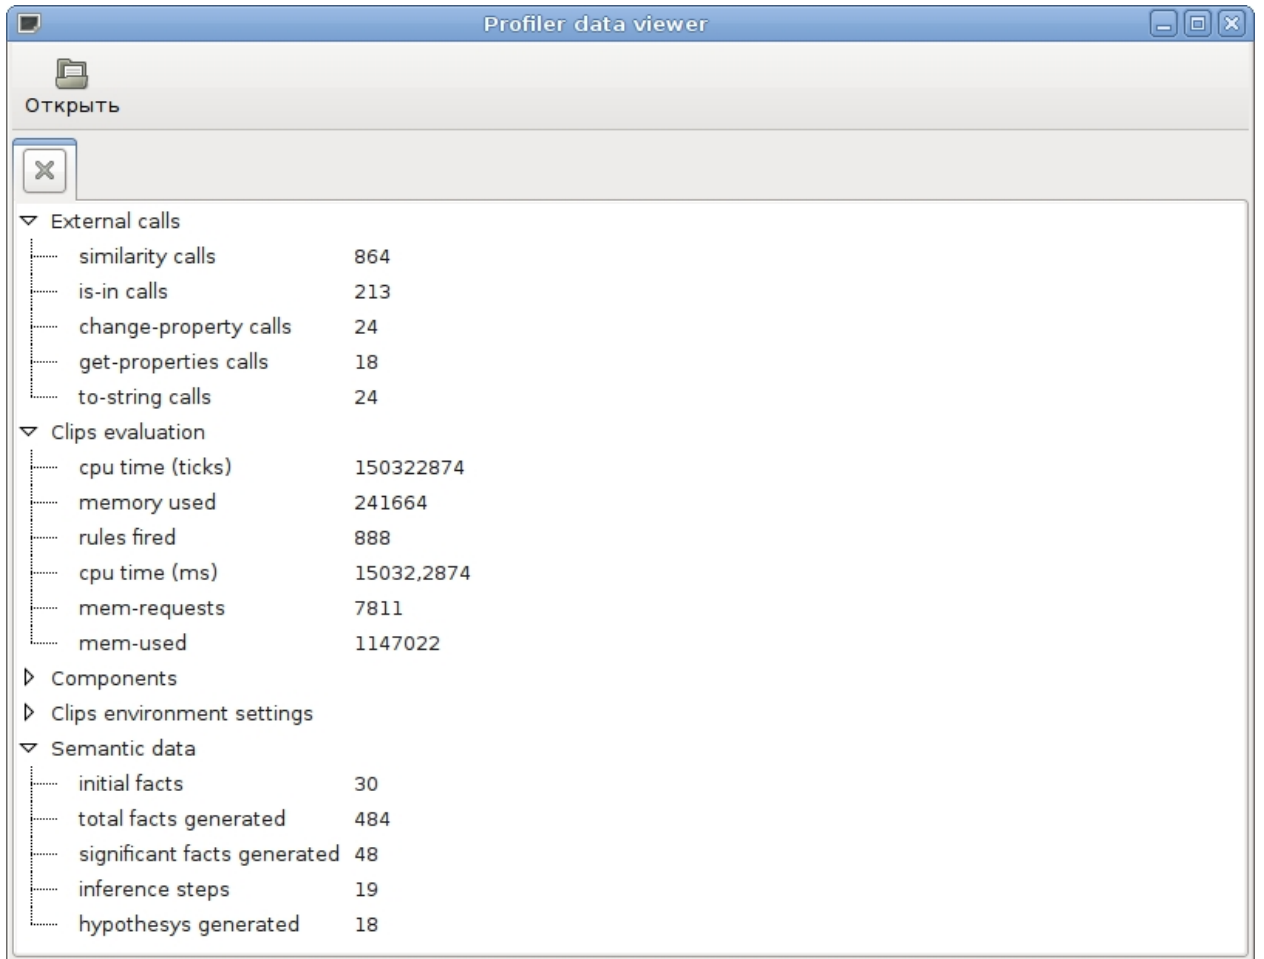 Profiler data viewer
Открыть
External calls
similarity calls 864
is-in calls 213
change-property calls 24
get-properties calls 18
to-string calls 24
Clips evaluation
cpu time (ticks) 150322874
memory used 241664
rules fired 888
cpu time (ms) 15032,2874
mem-requests 7811
mem-used 1147022
Components
Clips environment settings
Semantic data
initial facts 30
total facts generated 484
significant facts generated 48
inference steps 19
hypothesys generated 18